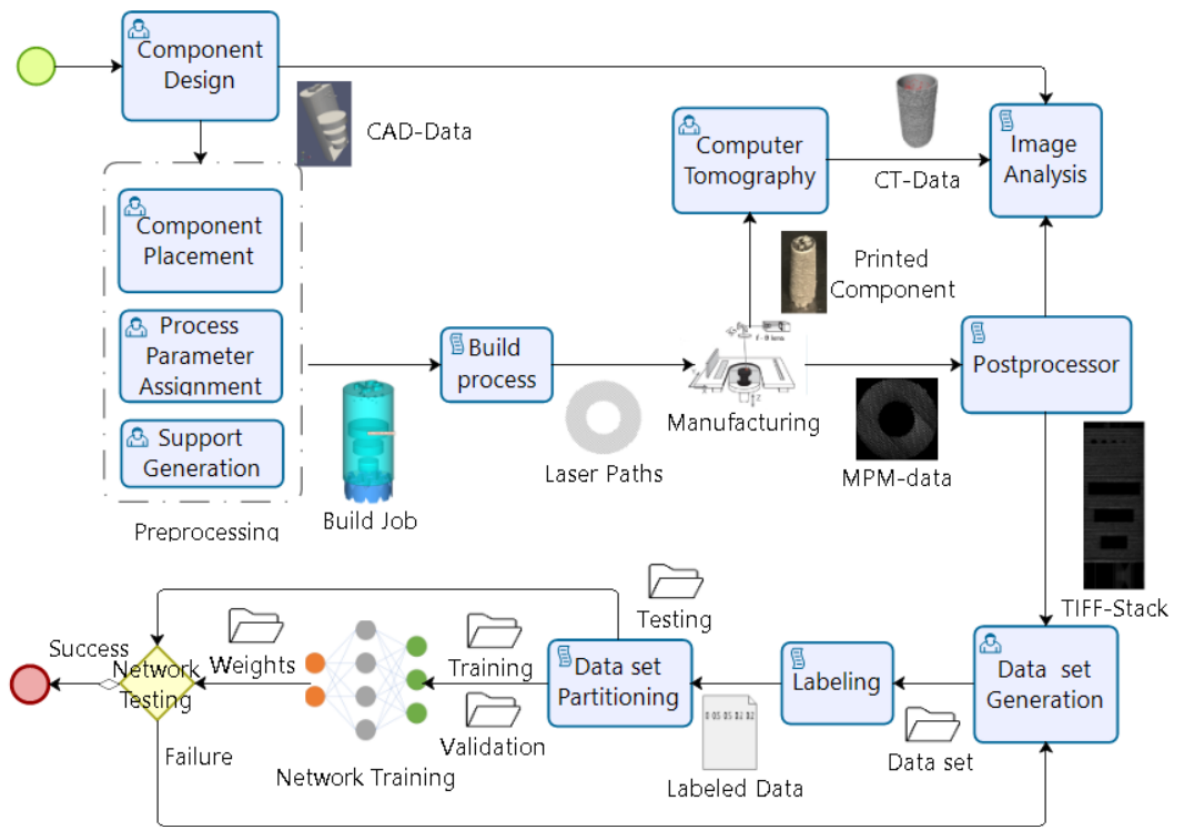 Component
Design
CAD-Data
Computer
Tomography
CT-Data
Image
Analysis
Component
Placement
Process
Parameter
Assignment
Support
Generation
Preprocessing
Build Job
Build
process
Laser Paths
Printed
Component
Manufacturing
MPM-data
Postprocessor
TIFF-Stack
Data set
Generation
Data set
Labeling
Labeled Data
Data set
Partitioning
Testing
Training
Validation
Network Training
Weights
Network
Testing
Success
Failure